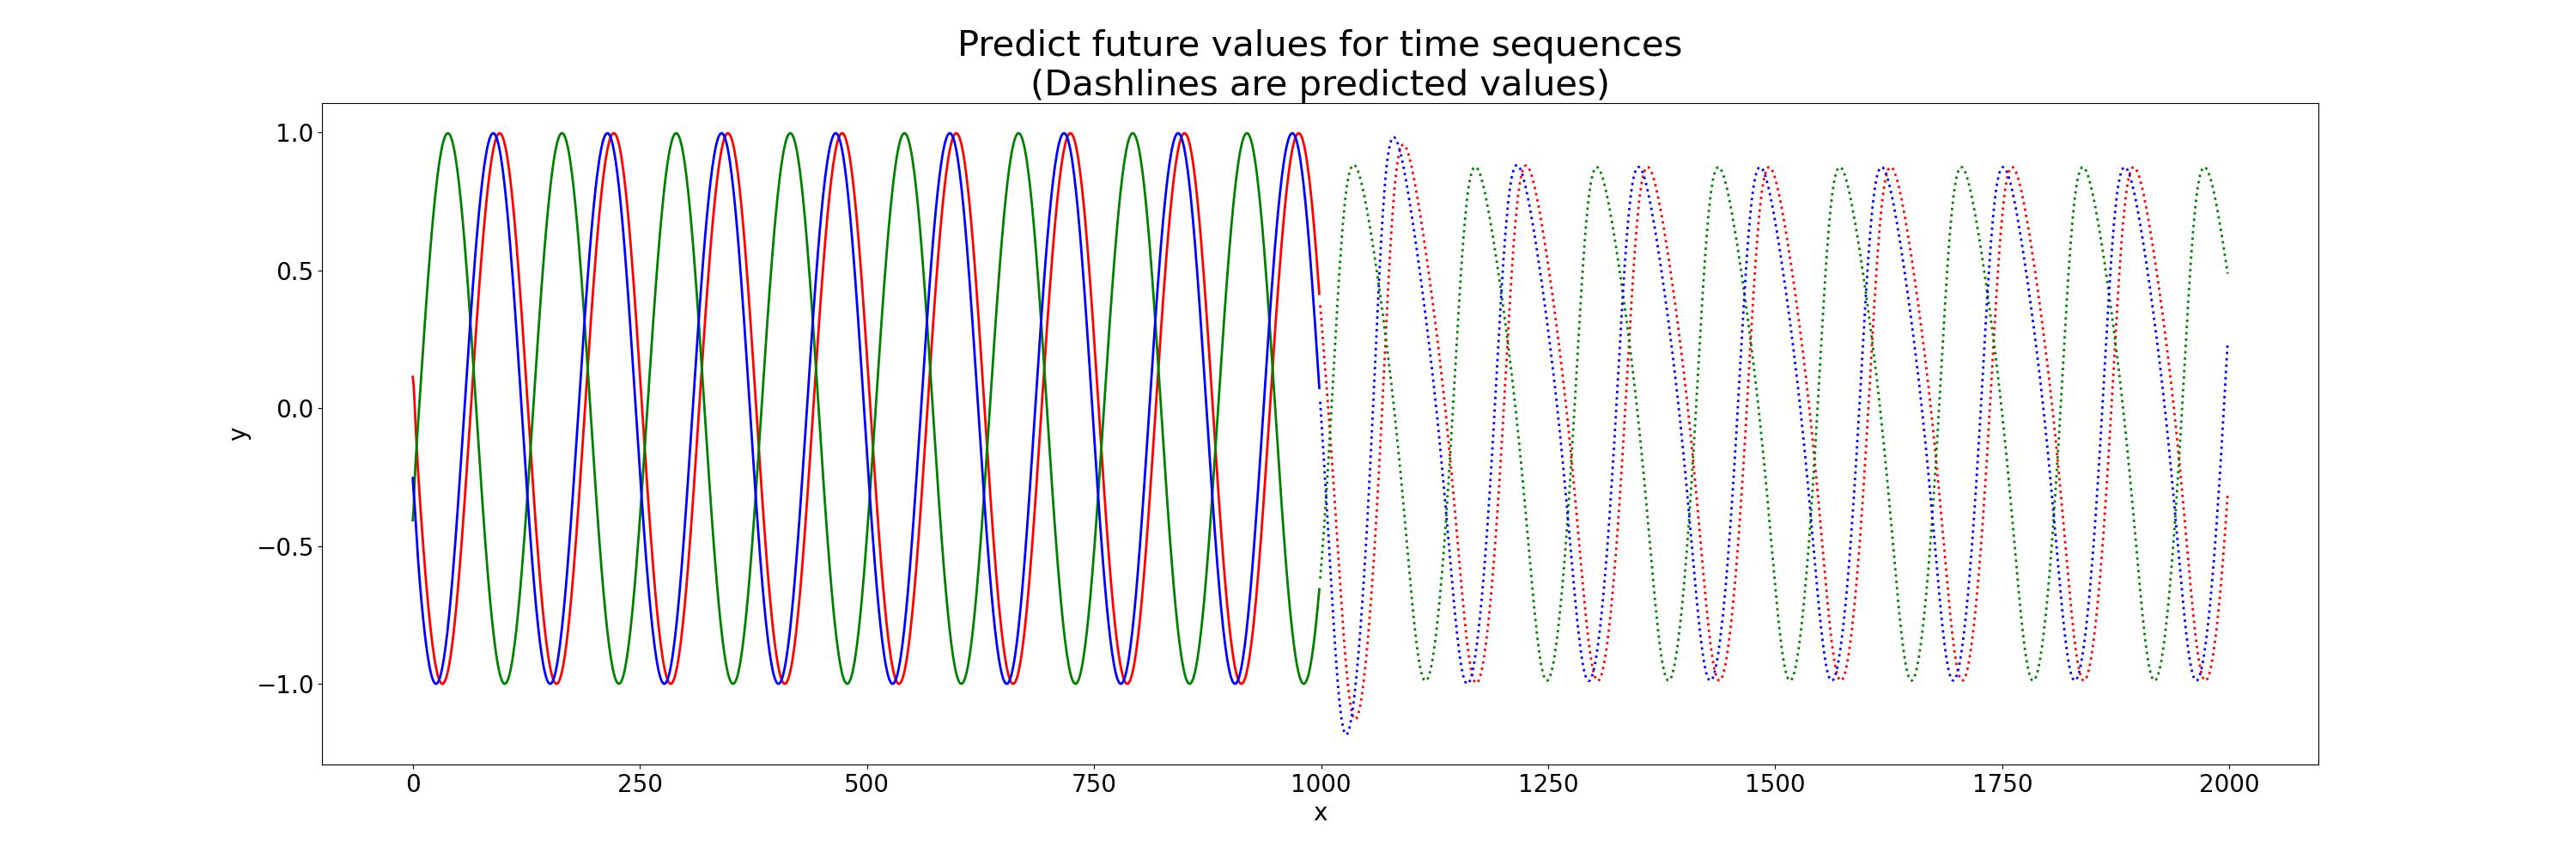 Predict future values for time sequences
(Dashlines are predicted values)
1.0
0.5
0.0
−0.5
−1.0
y
0 250 500 750 1000 1250 1500 1750 2000
x